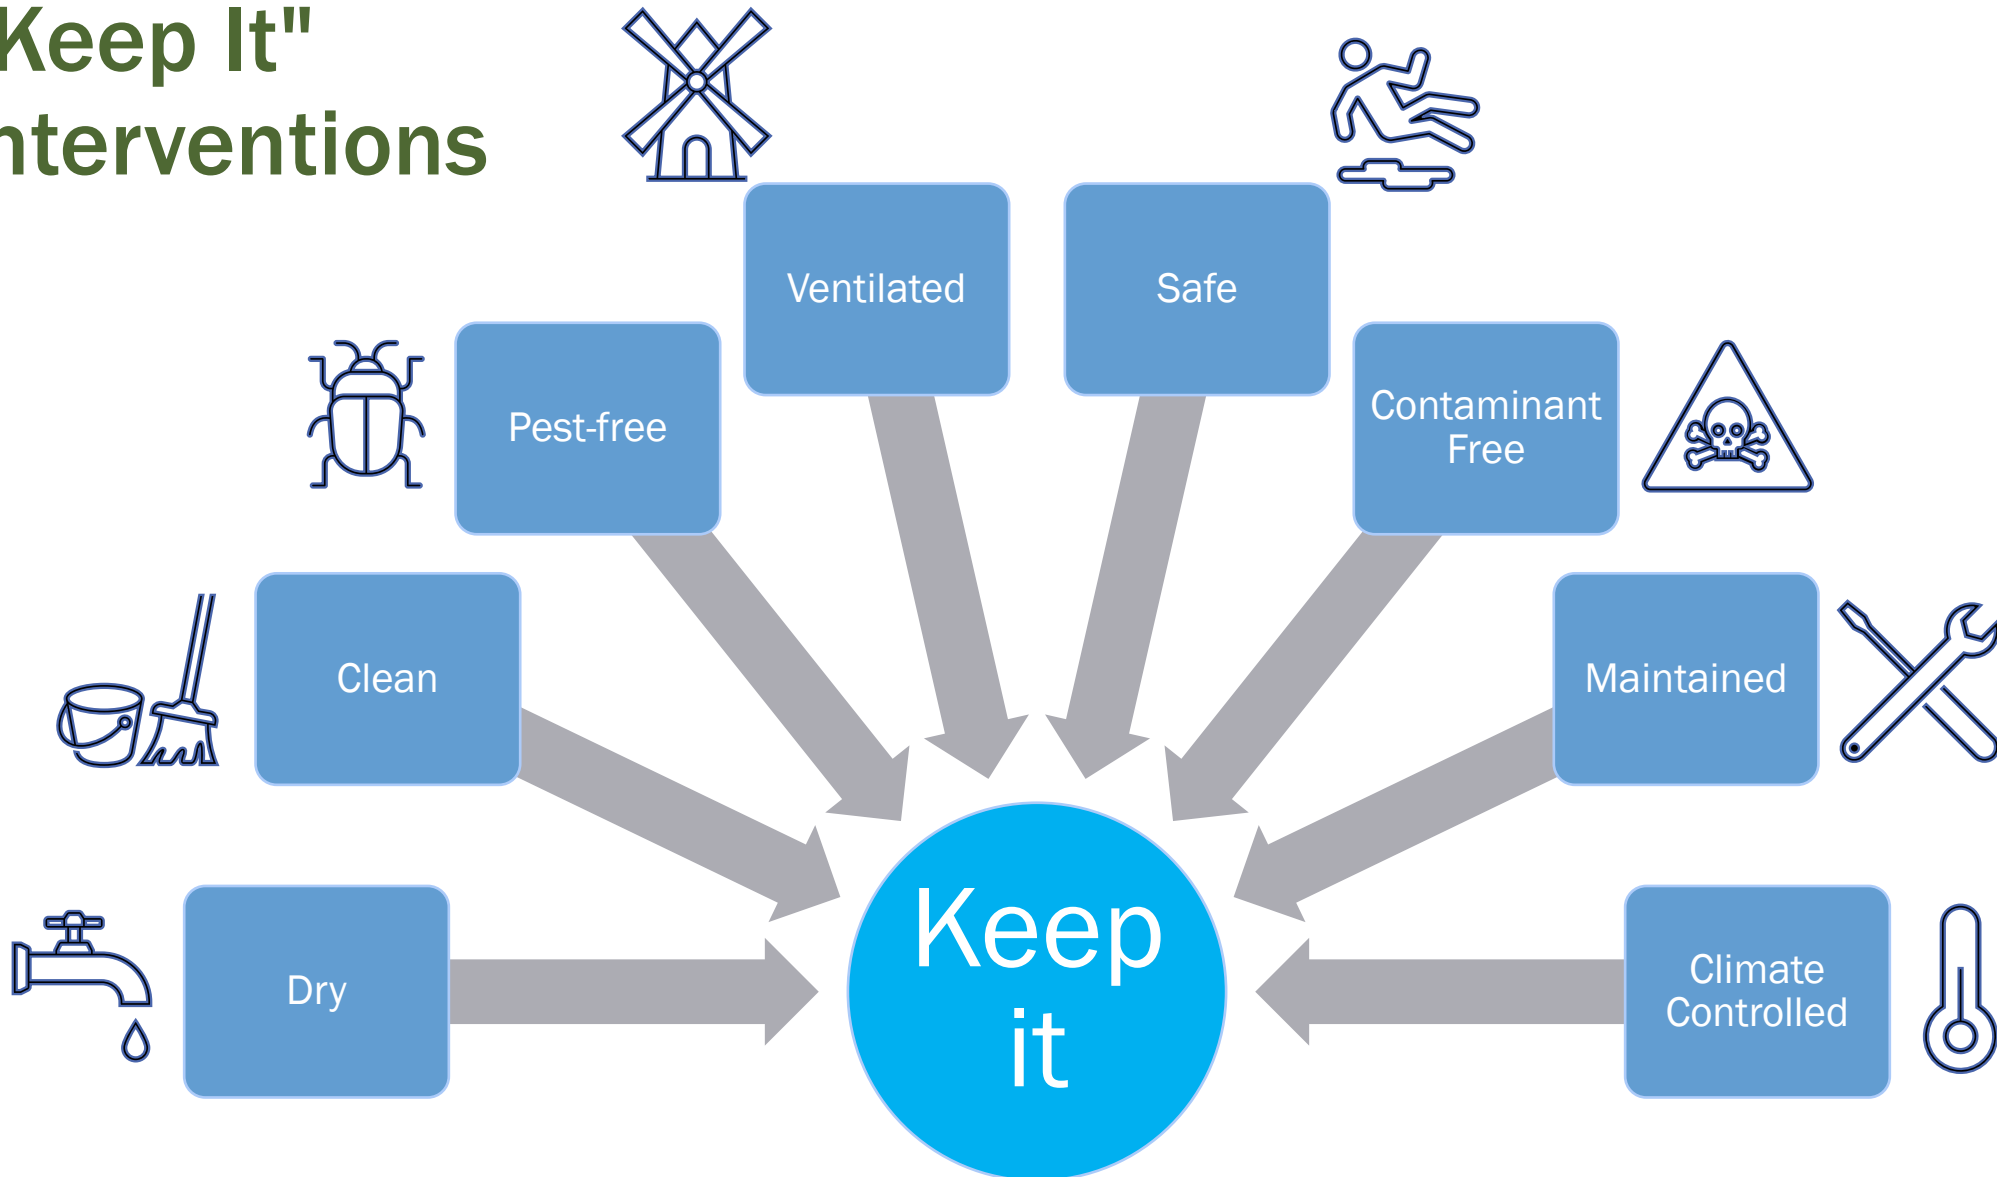 Keep It"
nterventions
Ventilated
Safe
Pest-free
Contaminant
Free
Clean
Maintained
Dry
Keep
it
Climate
Controlled